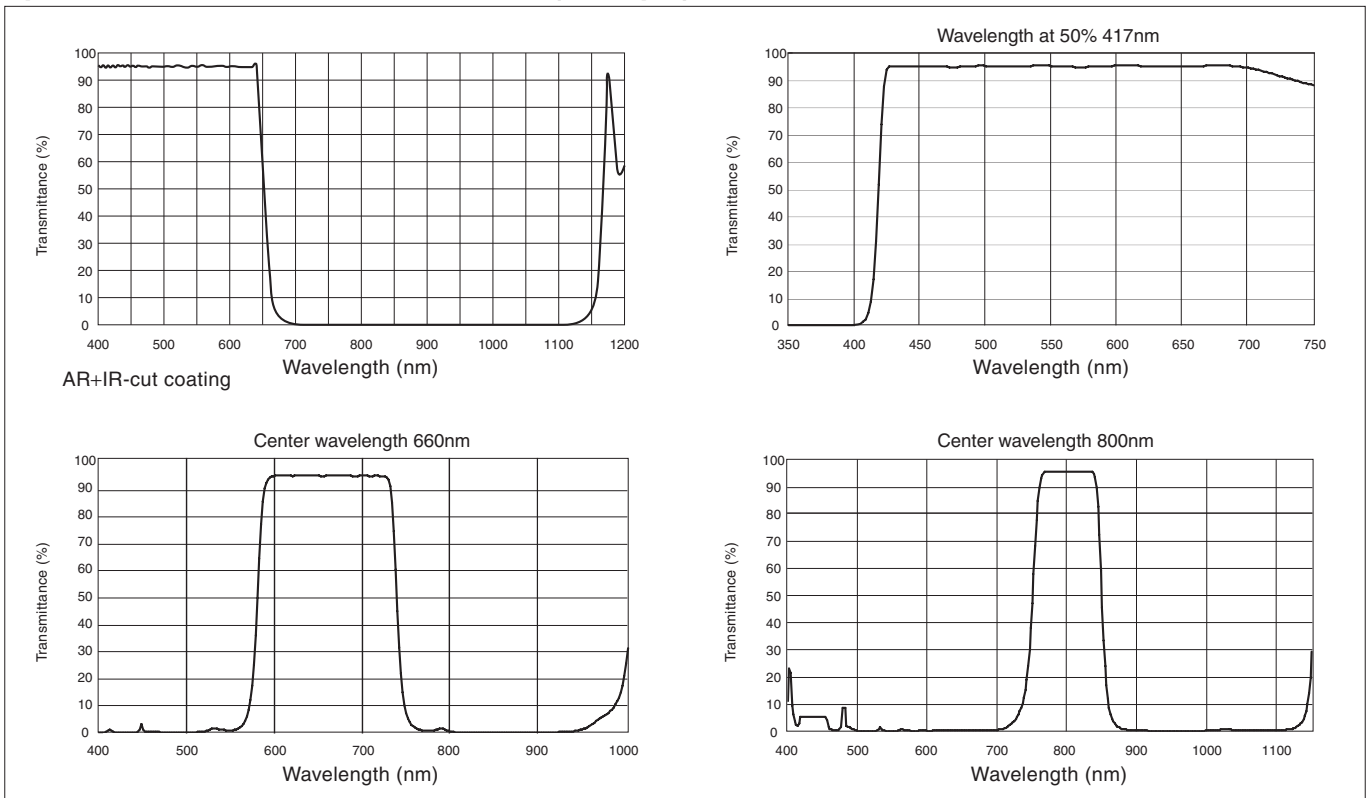 100
90
80
70
60
50
40
30
20
10
0
Transmittance (%)
400 500 600 700 800 900 1000 1100 1200
Wavelength (nm)
AR+IR-cut coating
Wavelength at 50% 417nm
100
90
80
70
60
50
40
30
20
10
0
Transmittance (%)
350 400 450 500 550 600 650 700 750
Wavelength (nm)
Center wavelength 660nm
100
90
80
70
60
50
40
30
20
10
0
Transmittance (%)
400 500 600 700 800 900 1000
Wavelength (nm)
Center wavelength 800nm
100
90
80
70
60
50
40
30
20
10
0
Transmittance (%)
400 500 600 700 800 900 1000 1100
Wavelength (nm)